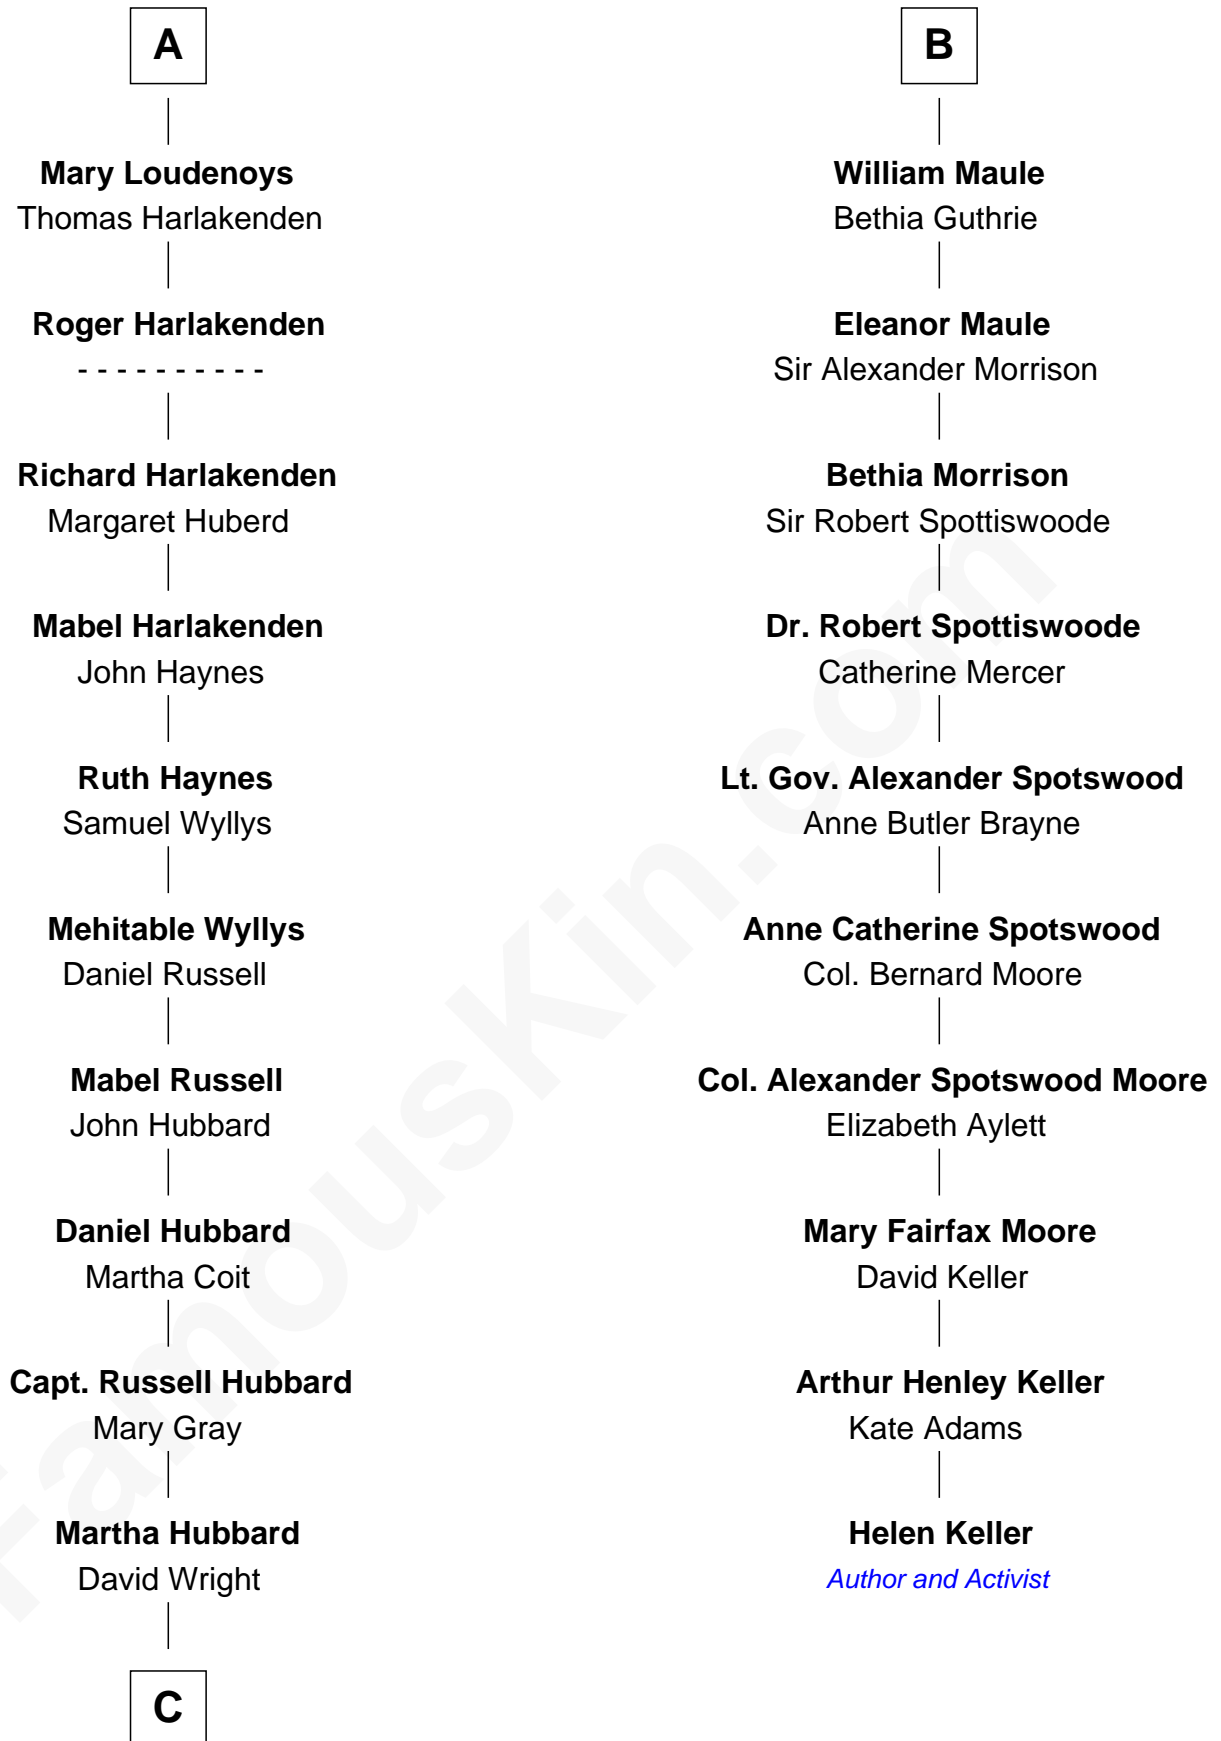 A
Mary Loudenoys
Thomas Harlakenden
Roger Harlakenden
- - - - - - - - - -
Richard Harlakenden
Margaret Huberd
Mabel Harlakenden
John Haynes
Ruth Haynes
Samuel Wyllys
Mehitable Wyllys
Daniel Russell
Mabel Russell
John Hubbard
Daniel Hubbard
Martha Coit
Capt. Russell Hubbard
Mary Gray
Martha Hubbard
David Wright
C
B
William Maule
Bethia Guthrie
Eleanor Maule
Sir Alexander Morrison
Bethia Morrison
Sir Robert Spottiswoode
Dr. Robert Spottiswoode
Catherine Mercer
Lt. Gov. Alexander Spotswood
Anne Butler Brayne
Anne Catherine Spotswood
Col. Bernard Moore
Col. Alexander Spotswood Moore
Elizabeth Aylett
Mary Fairfax Moore
David Keller
Arthur Henley Keller
Kate Adams
Helen Keller
Author and Activist
FamousKin.com